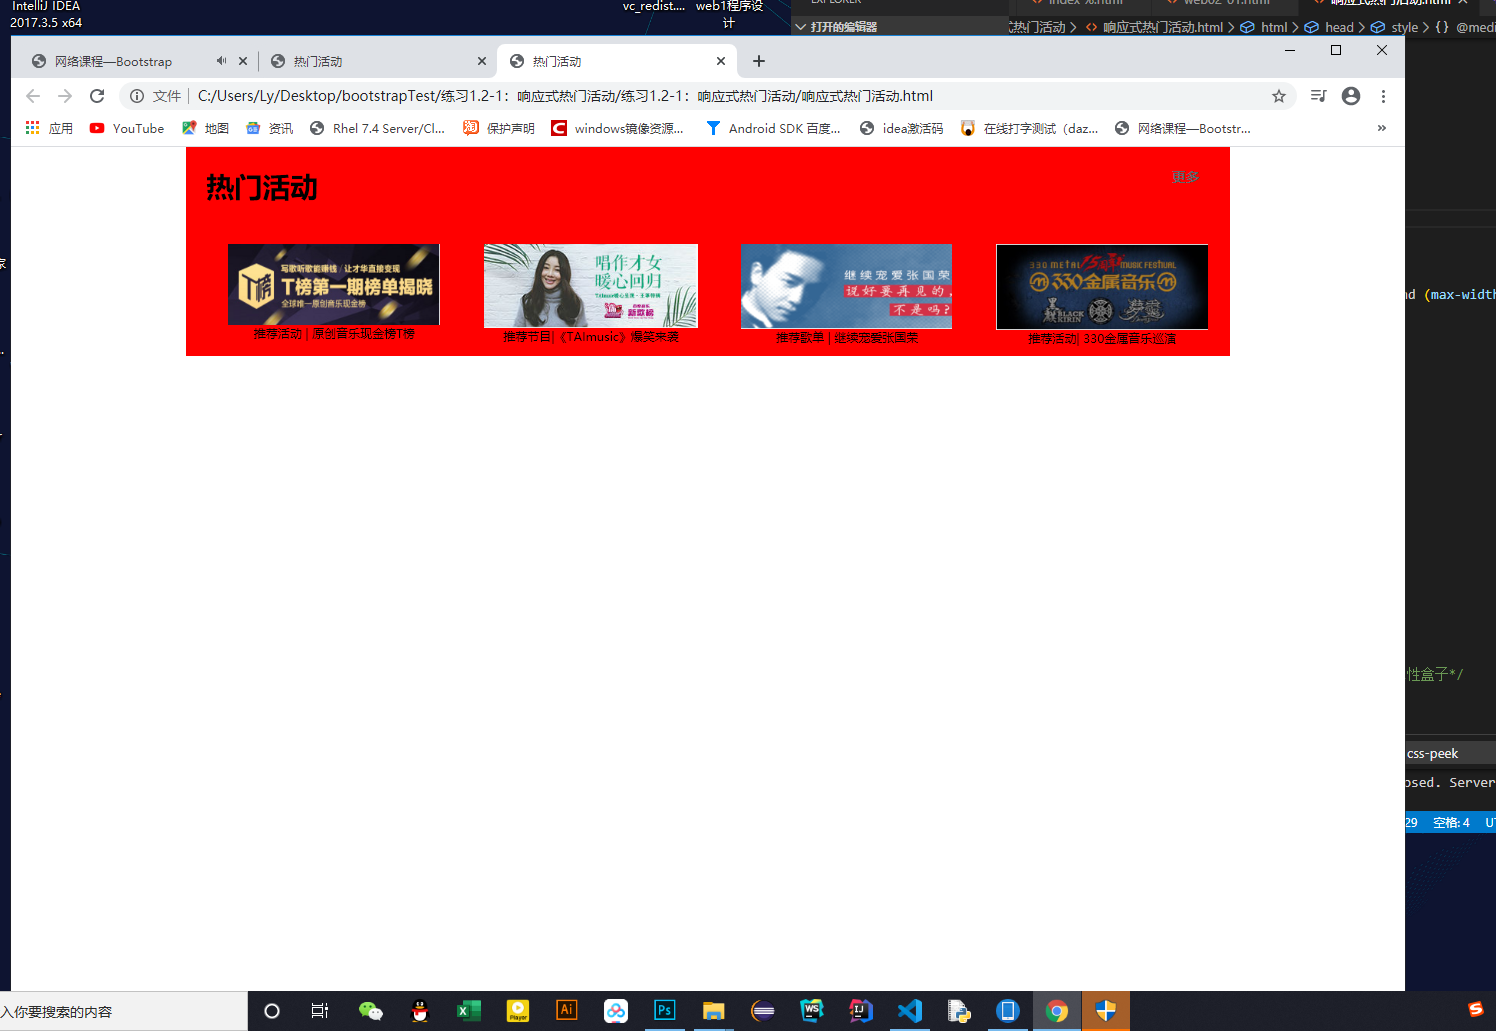 IntelliJ IDEA
2017.3.5 x64
vc_redist....
web1程序设
计
打开的编辑器
响应式热门活动.html
html
head
style
{ }
网络课程—Bootstrap
热门活动
热门活动
文件
C:/Users/Ly/Desktop/bootstrapTest/练习1.2-1：响应式热门活动/练习1.2-1：响应式热门活动/响应式热门活动.html
应用
YouTube
地图
资讯
Rhel 7.4 Server/Cl...
保护声明
windows镜像资源...
Android SDK 百度...
idea激活码
在线打字测试（daz...
网络课程—Bootstr...
»
热门活动
更多
写歌听歌能赚钱 / 让才华直接变现
T榜第一期榜单揭晓
全球唯一原创音乐现金榜
唱作才女
暖心回归
新歌榜
继续宠爱张国荣
说好要再见的,
不是吗?
330 METAL 15周年 MUSIC FESTIVAL
330金属音乐
BLACK KIRIN
推荐活动 | 原创音乐现金榜T榜
推荐节目|《TAImusic》爆笑来袭
推荐歌单 | 继续宠爱张国荣
推荐活动| 330金属音乐巡演
(max-width
性盒子*/
css-peek
Server
29
空格: 4
入你要搜索的内容